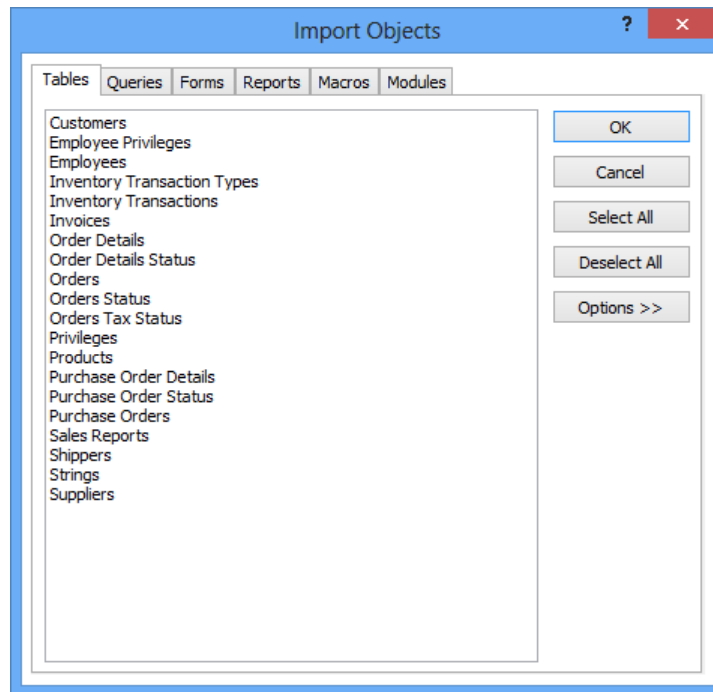 Import Objects
?
×
Tables Queries Forms Reports Macros Modules
Customers
Employee Privileges
Employees
Inventory Transaction Types
Inventory Transactions
Invoices
Order Details
Order Details Status
Orders
Orders Status
Orders Tax Status
Privileges
Products
Purchase Order Details
Purchase Order Status
Purchase Orders
Sales Reports
Shippers
Strings
Suppliers
OK
Cancel
Select All
Deselect All
Options >>